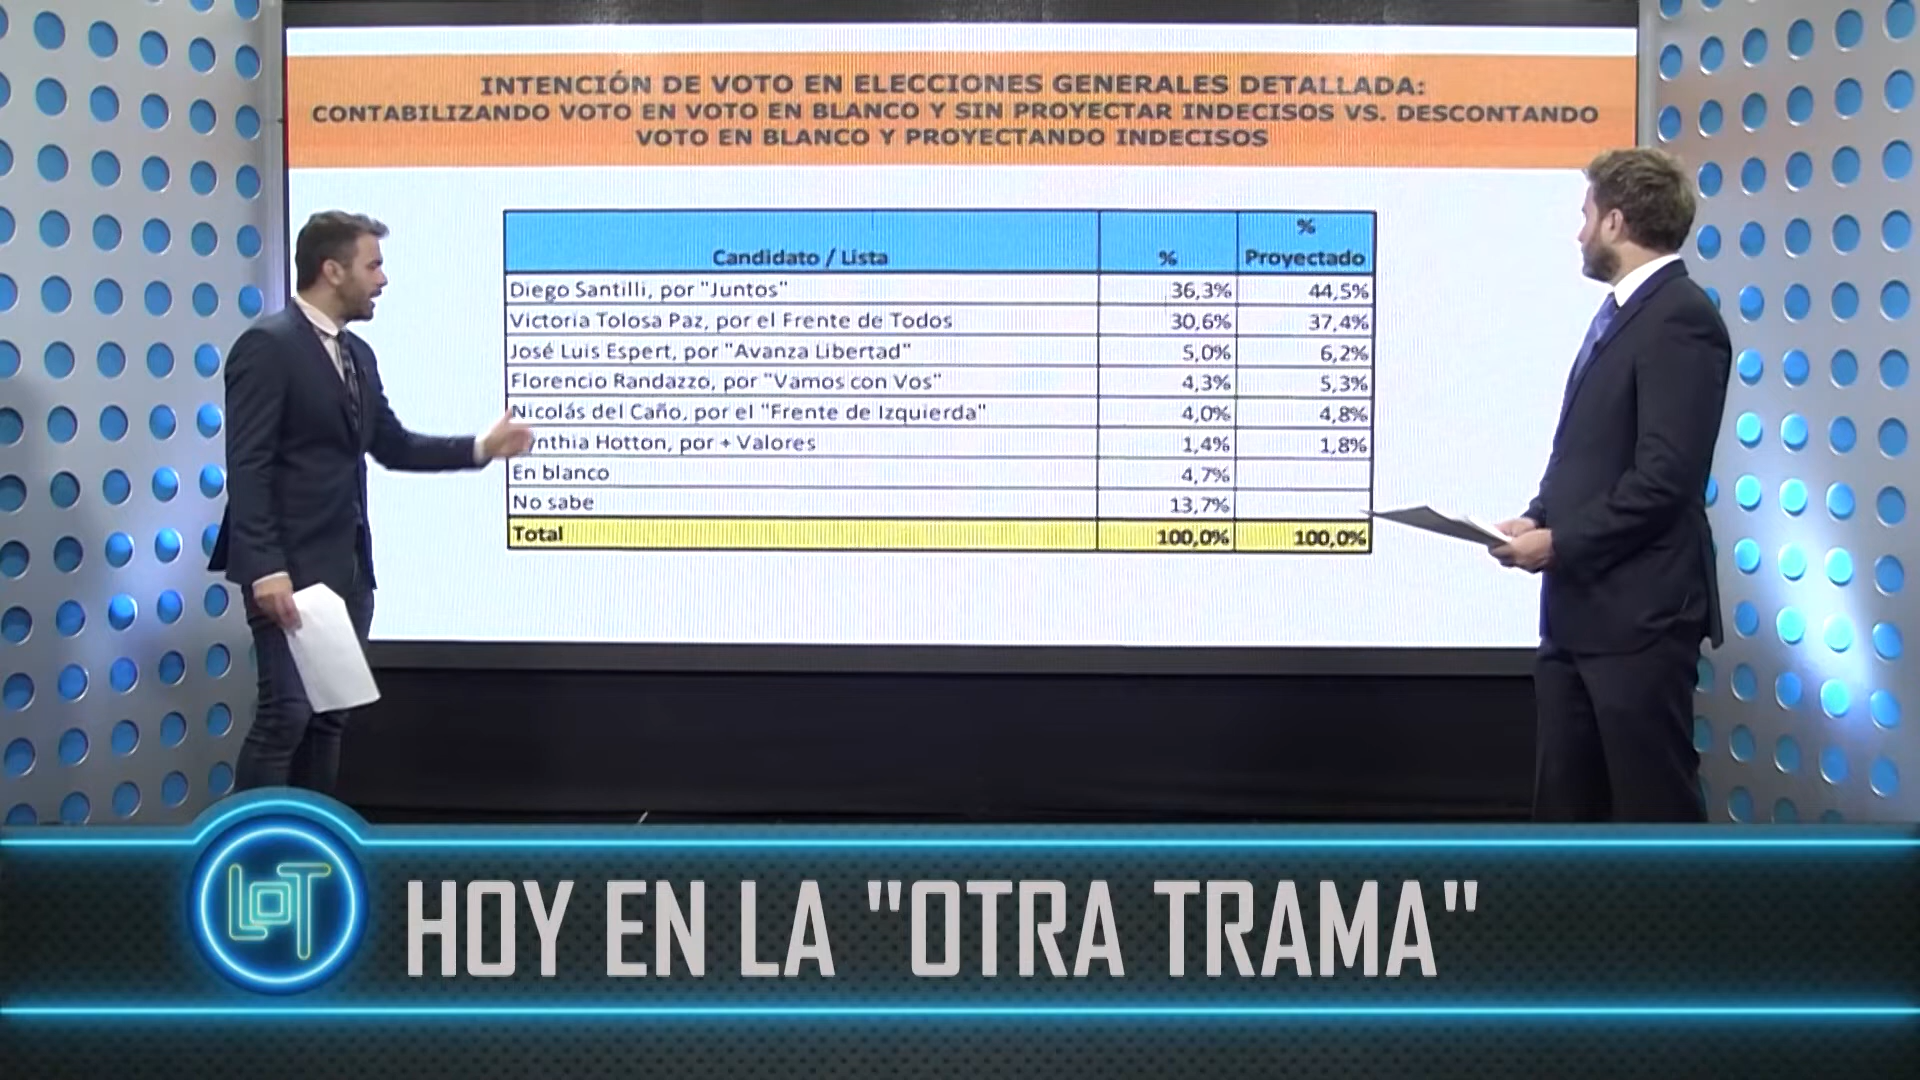 INTENCIÓN DE VOTO EN ELECCIONES GENERALES DETALLADA:
CONTABILIZANDO VOTO EN VOTO EN BLANCO Y SIN PROYECTAR INDECISOS VS. DESCONTANDO
VOTO EN BLANCO Y PROYECTANDO INDECISOS
Candidato / Lista % % Proyectado
Diego Santilli, por "Juntos" 36,3% 44,5%
Victoria Tolosa Paz, por el Frente de Todos 30,6% 37,4%
José Luis Espert, por "Avanza Libertad" 5,0% 6,2%
Florencio Randazzo, por "Vamos con Vos" 4,3% 5,3%
Nicolás del Caño, por el "Frente de Izquierda" 4,0% 4,8%
ynthia Hotton, por + Valores 1,4% 1,8%
En blanco 4,7%
No sabe 13,7%
Total 100,0% 100,0%
LOT
HOY EN LA "OTRA TRAMA"